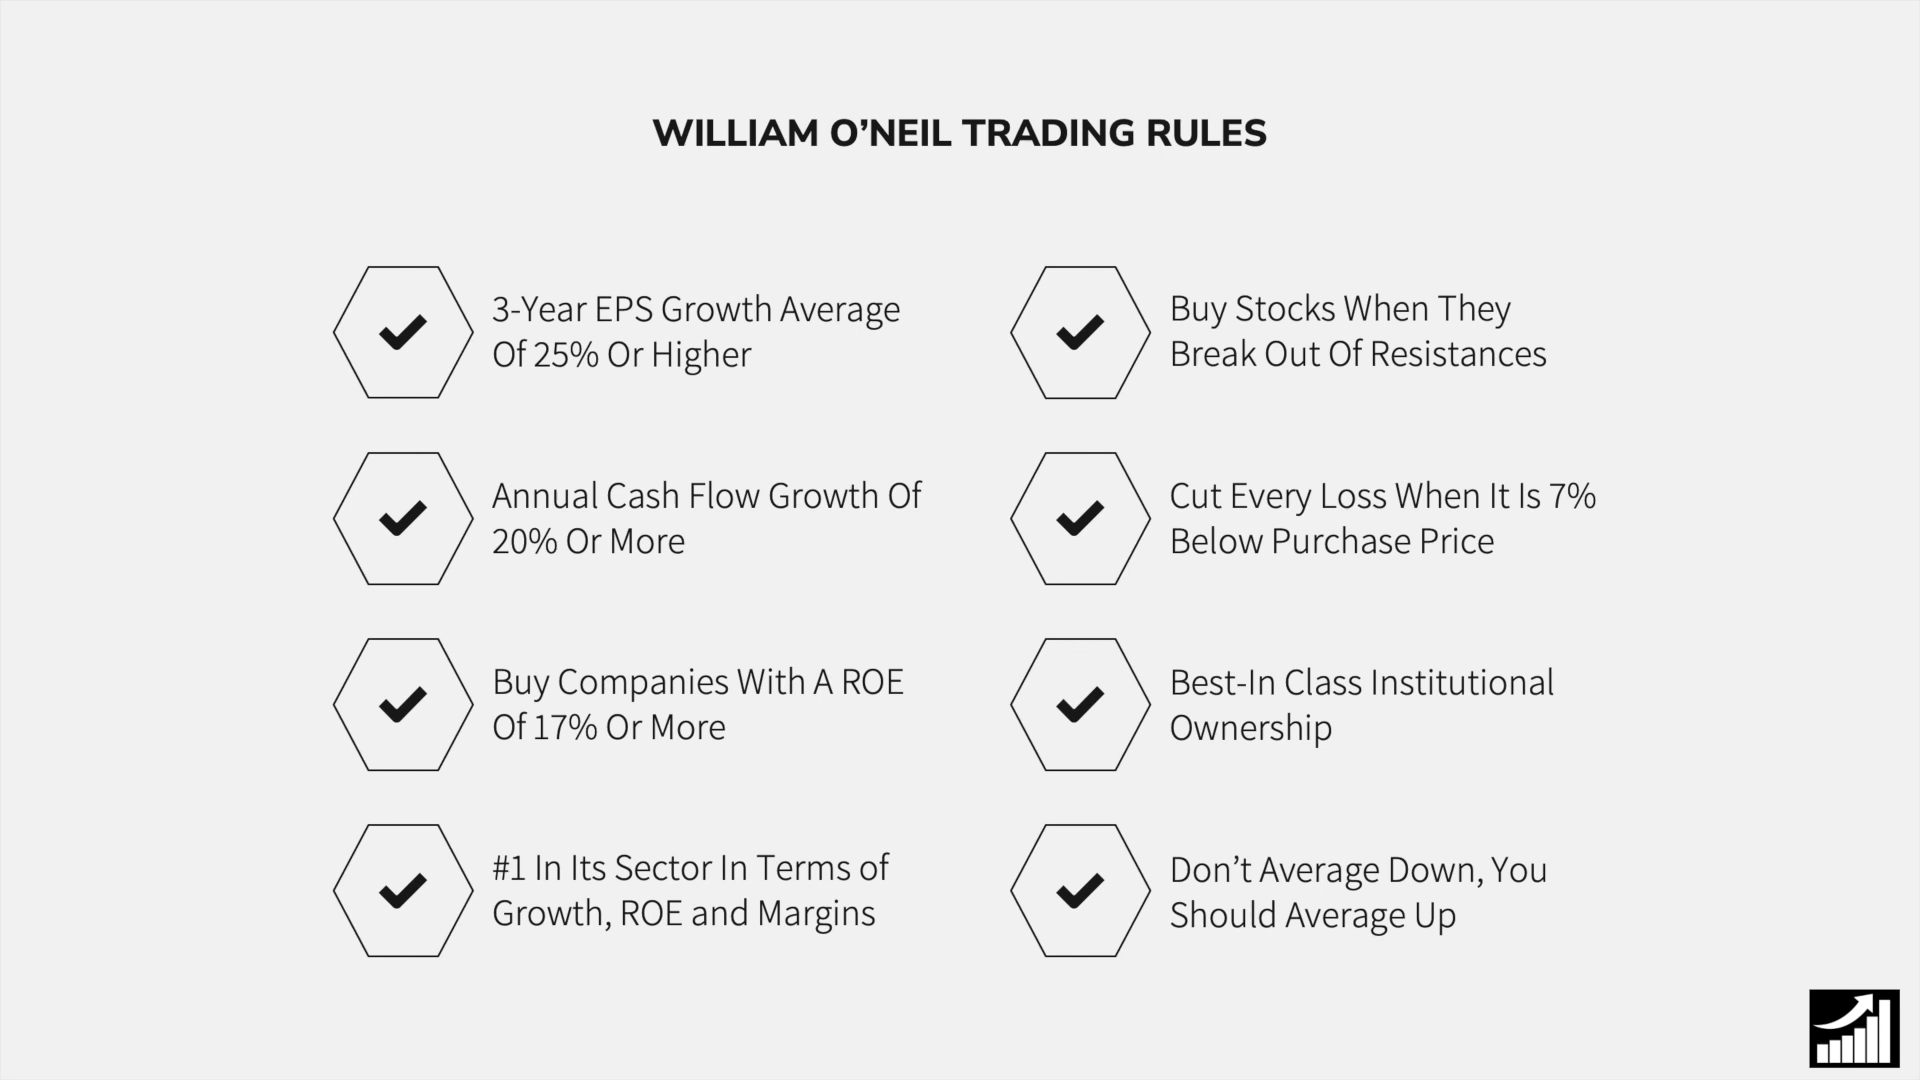 WILLIAM O’NEIL TRADING RULES
3-Year EPS Growth Average
Of 25% Or Higher
Annual Cash Flow Growth Of
20% Or More
Buy Companies With A ROE
Of 17% Or More
#1 In Its Sector In Terms of
Growth, ROE and Margins
Buy Stocks When They
Break Out Of Resistances
Cut Every Loss When It Is 7%
Below Purchase Price
Best-In Class Institutional
Ownership
Don’t Average Down, You
Should Average Up